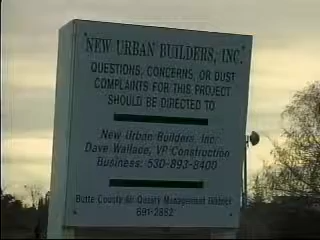 NEW URBAN BUILDERS, INC.
QUESTIONS, CONCERNS, OR DUST
COMPLAINTS FOR THIS PROJECT
SHOULD BE DIRECTED TO
New Urban Builders, Inc.
Dave Wallace, VP Construction
Business: 530-893-8400
Butte County Air Quality Management District
891-2882